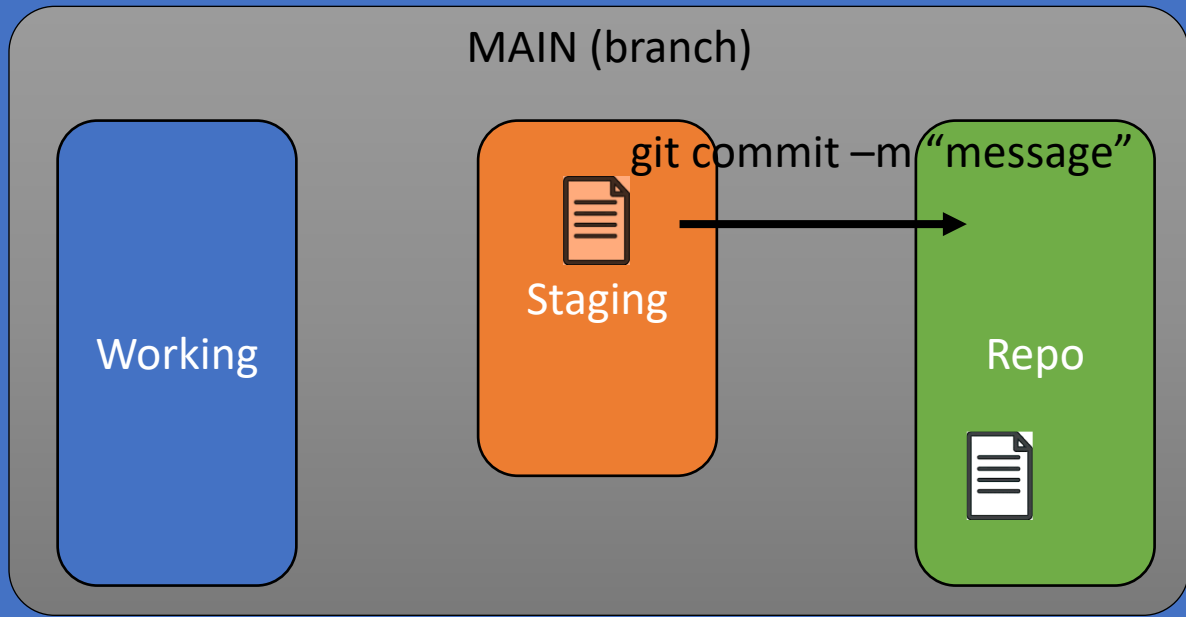 MAIN (branch)
git commit –m “message”
Staging
Working
Repo